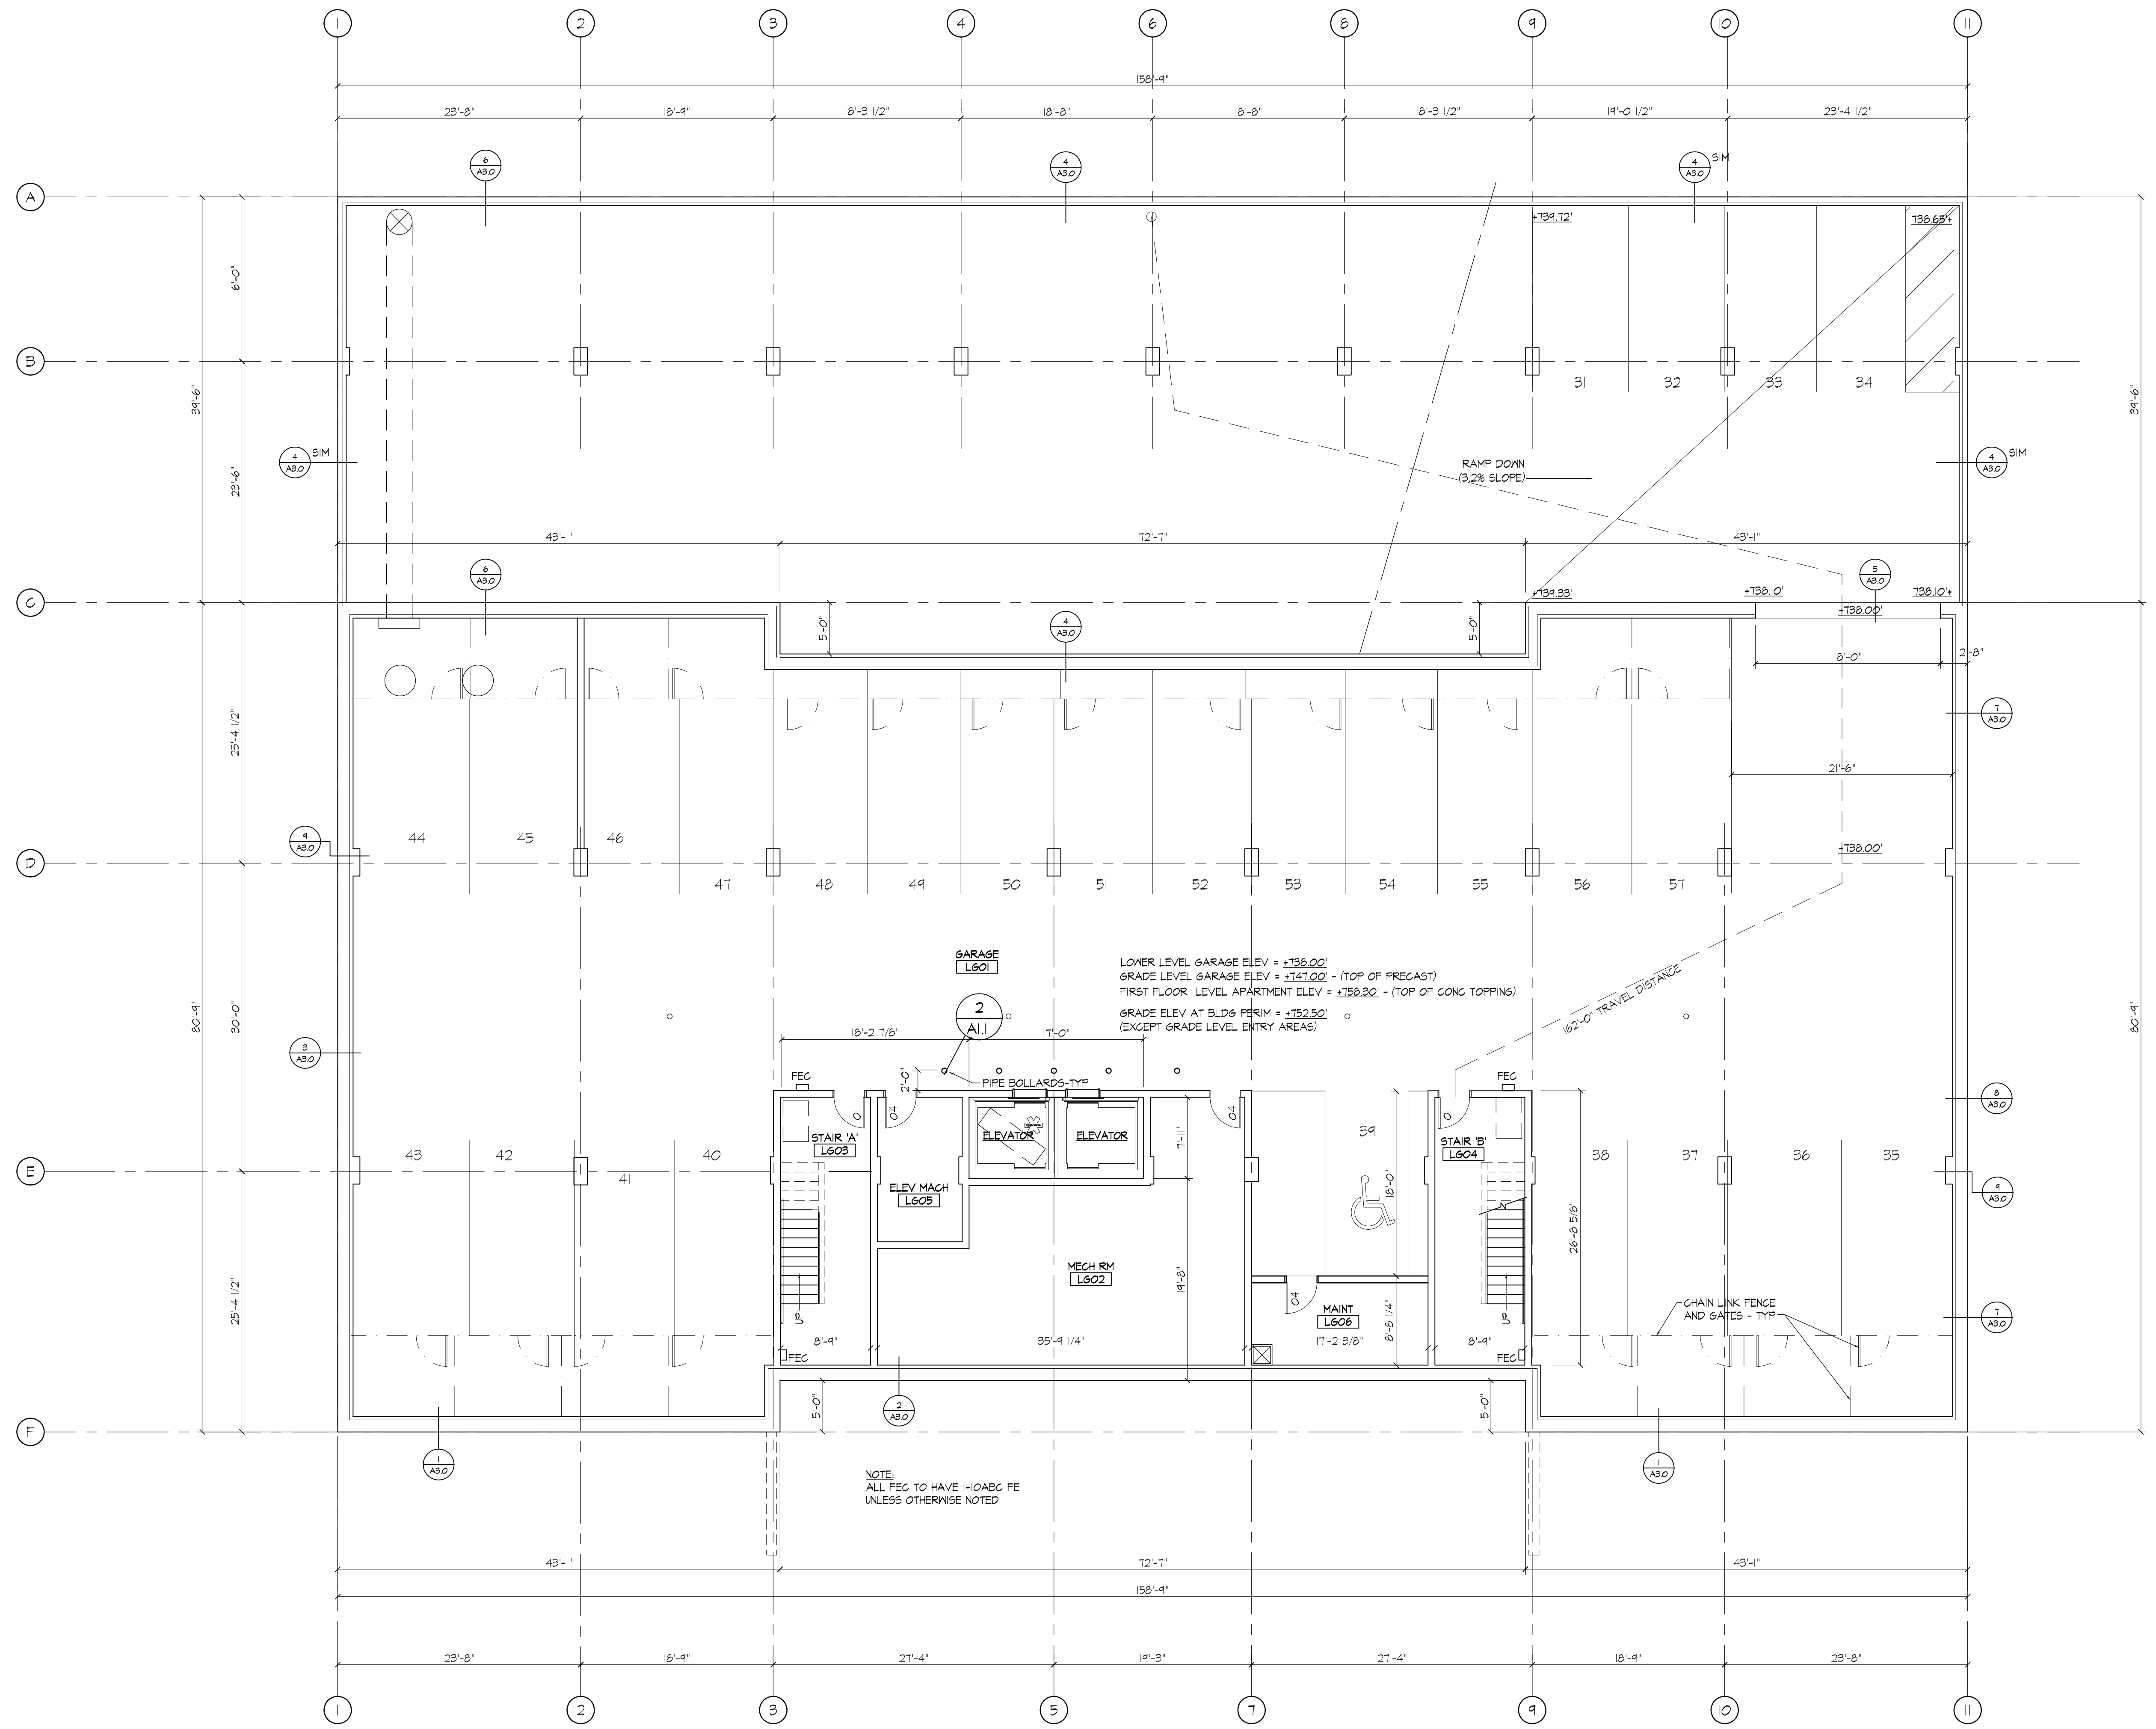 1 2 3 4 6 8 9 10 11
158'-9"
23'-8" 18'-9" 18'-3 1/2" 18'-8" 18'-8" 18'-3 1/2" 19'-0 1/2" 23'-4 1/2"
6
A3.0
4
A3.0
4
A3.0
SIM
A
+739.72'
738.65'+
16'-0"
B
31 32 33 34
39'-6"
39'-6"
4
A3.0
SIM
RAMP DOWN
(3.2% SLOPE)
4
A3.0
SIM
23'-6"
43'-1" 72'-7" 43'-1"
6
A3.0
5
A3.0
C
+739.33'
+738.10'
738.10'+
+738.00'
4
A3.0
5'-0"
5'-0"
18'-0"
2'-8"
7
A3.0
25'-4 1/2"
21'-6"
44 45 46
9
A3.0
+738.00'
D
47 48 49 50 51 52 53 54 55 56 57
GARAGE
LG01
LOWER LEVEL GARAGE ELEV = +738.00'
GRADE LEVEL GARAGE ELEV = +747.00' - (TOP OF PRECAST)
FIRST FLOOR LEVEL APARTMENT ELEV = +758.30' - (TOP OF CONC TOPPING)
GRADE ELEV AT BLDG PERIM = +752.50'
(EXCEPT GRADE LEVEL ENTRY AREAS)
162'-0" TRAVEL DISTANCE
2
A1.1
80'-9"
30'-0"
80'-9"
18'-2 7/8" 17'-0"
3
A3.0
FEC
2'-0"
PIPE BOLLARDS-TYP
FEC
8
A3.0
01
04
04
01
STAIR 'A'
LG03
ELEVATOR
ELEVATOR
7'-11"
39
STAIR 'B'
LG04
43 42 41 40
38 37 36 35
E
ELEV MACH
LG05
18'-0"
9
A3.0
26'-8 5/8"
MECH RM
LG02
19'-8"
25'-4 1/2"
04
MAINT
LG06
8'-8 1/4"
UP
UP
CHAIN LINK FENCE
AND GATES - TYP
7
A3.0
8'-9" 35'-9 1/4" 17'-2 3/8" 8'-9"
FEC
FEC
5'-0"
5'-0"
2
A3.0
F
1
A3.0
1
A3.0
NOTE:
ALL FEC TO HAVE 1-10ABC FE
UNLESS OTHERWISE NOTED
43'-1" 72'-7" 43'-1"
158'-9"
23'-8" 18'-9" 27'-4" 19'-3" 27'-4" 18'-9" 23'-8"
1 2 3 5 7 9 10 11